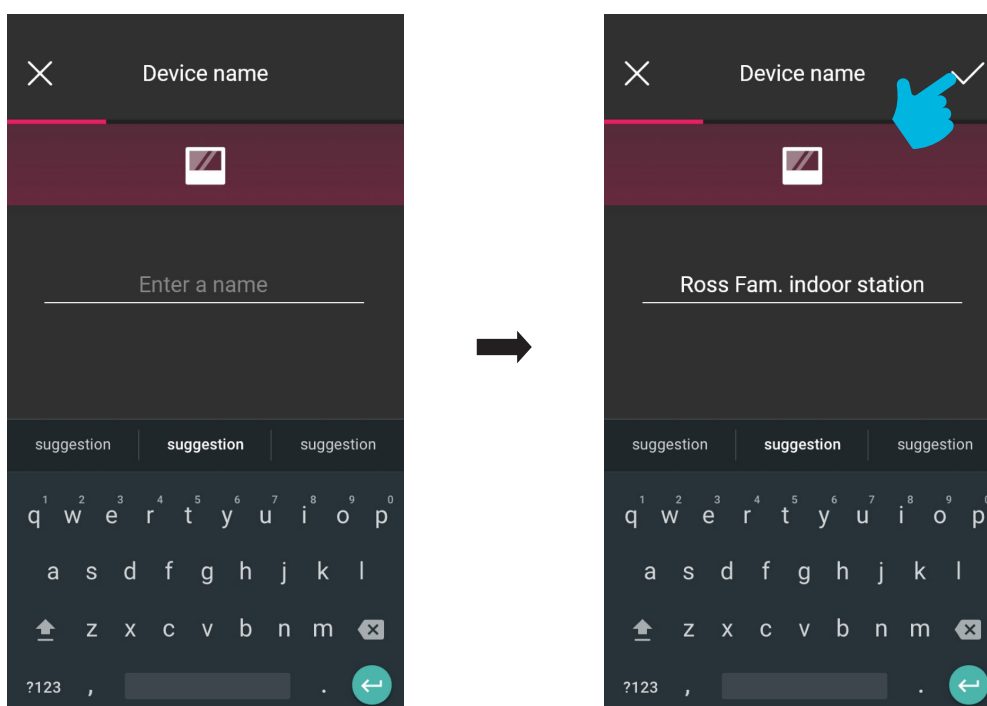 Device name
Enter a name
suggestion suggestion suggestion
1 2 3 4 5 6 7 8 9 0
q w e r t y u i o p
a s d f g h j k l
z x c v b n m
?123 , .
Device name
Ross Fam. indoor station
suggestion suggestion suggestion
1 2 3 4 5 6 7 8 9
q w e r t y u i o p
a s d f g h j k l
z x c v b n m
?123 , .